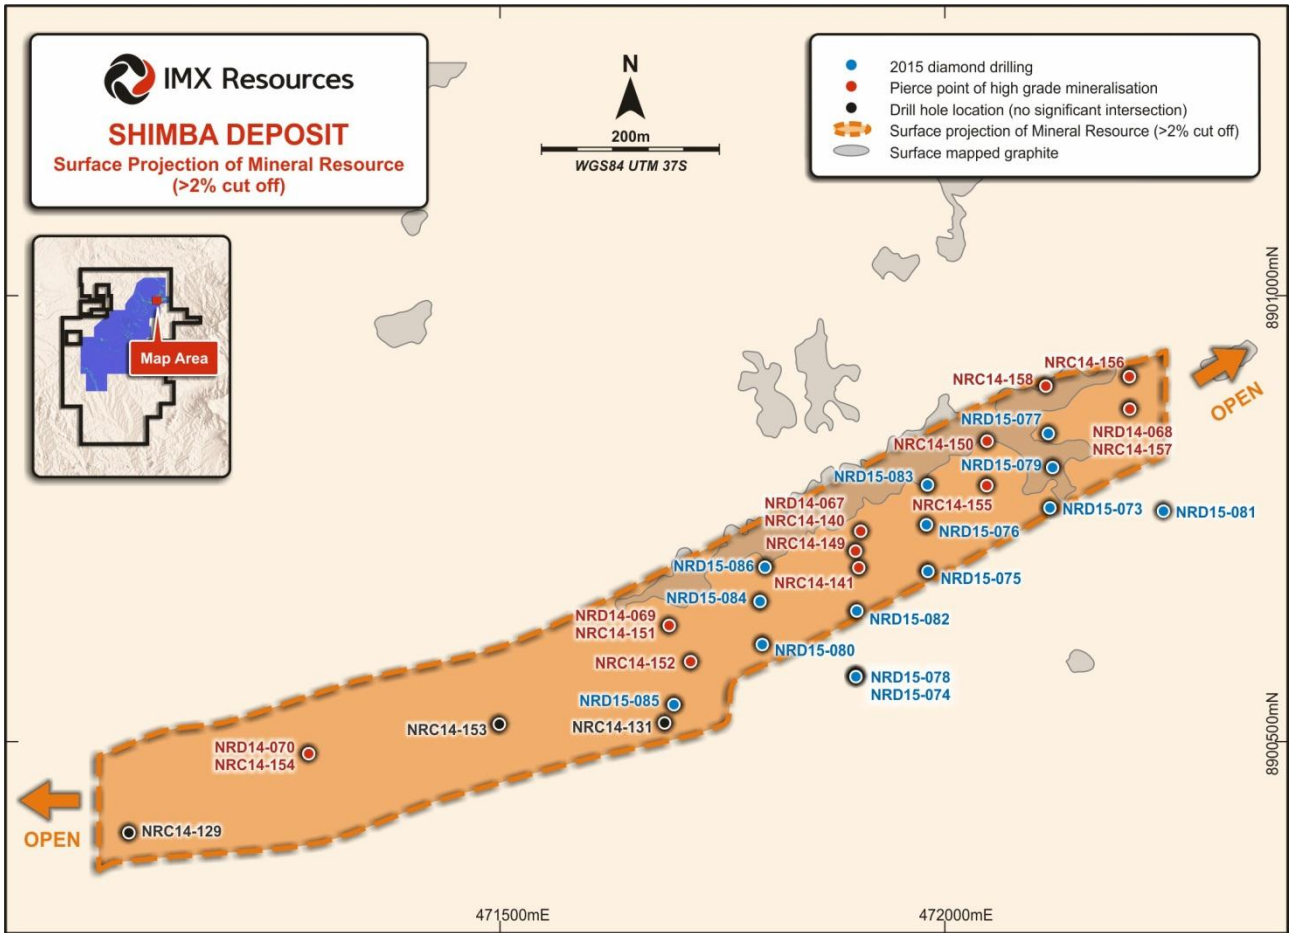 IMX Resources
SHIMBA DEPOSIT
Surface Projection of Mineral Resource
(>2% cut off)
N
200m
WGS84 UTM 37S
2015 diamond drilling
Pierce point of high grade mineralisation
Drill hole location (no significant intersection)
Surface projection of Mineral Resource (>2% cut off)
Surface mapped graphite
Map Area
8901000mN
OPEN
NRC14-156
NRC14-158
NRD15-077
NRD14-068
NRC14-157
NRC14-150
NRD15-079
NRD15-083
NRC14-155
NRD15-073
NRD15-081
NRD14-067
NRC14-140
NRD15-076
NRC14-149
NRD15-086
NRC14-141
NRD15-075
NRD15-084
NRD15-082
NRD14-069
NRC14-151
NRD15-080
NRC14-152
NRD15-078
NRD15-074
NRD15-085
NRC14-153
NRC14-131
8900500mN
NRD14-070
NRC14-154
NRC14-129
OPEN
471500mE
472000mE